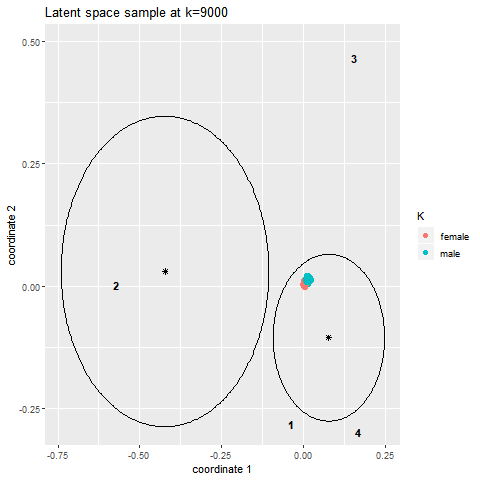 Latent space sample at k=9000
0.50
0.25
0.00
-0.25
coordinate 2
3
2
*
*
1
4
-0.75
-0.50
-0.25
0.00
0.25
coordinate 1
K
female
male